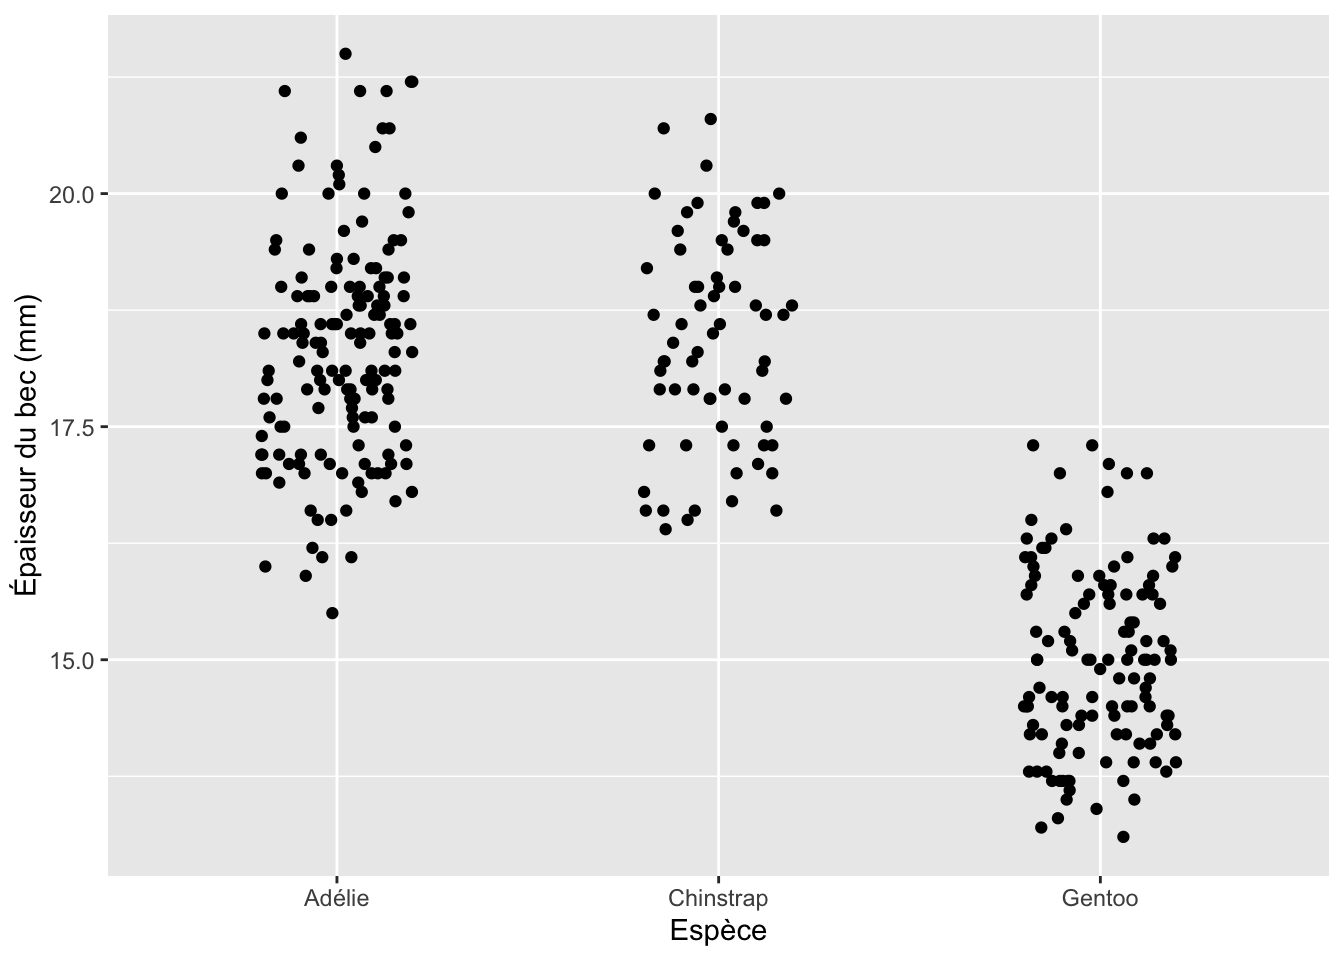 Épaisseur du bec (mm)
20.0
17.5
15.0
Adélie
Chinstrap
Gentoo
Espèce